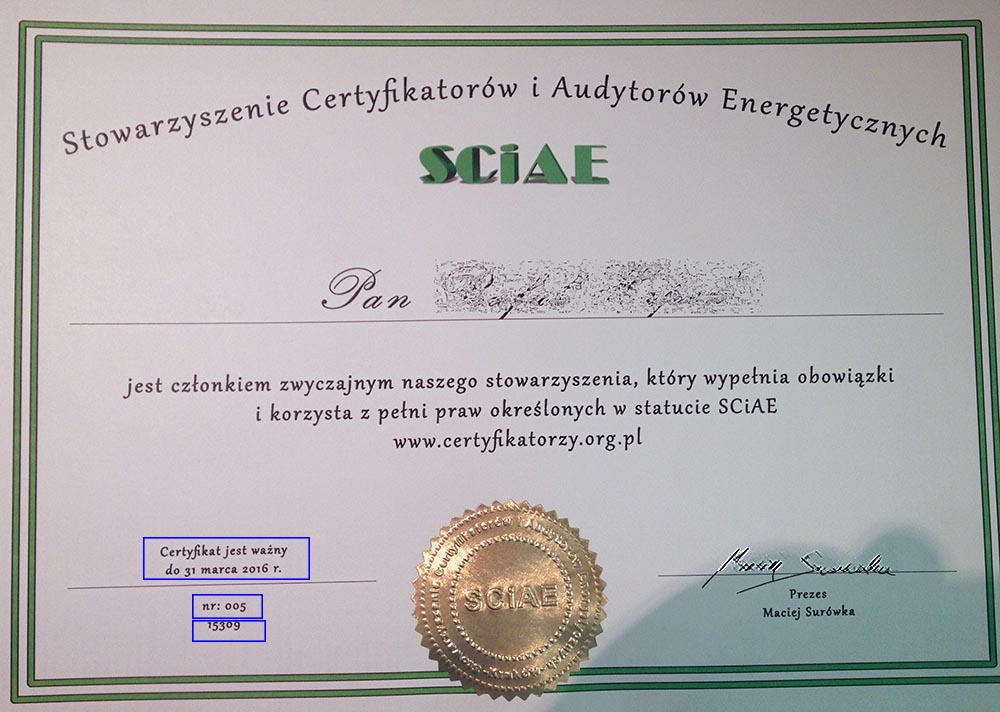 Stowarzyszenie Certyfikatorów i Audytorów Energetycznych
SCiAE
Pan
jest członkiem zwyczajnym naszego stowarzyszenia, który wypełnia obowiązki
i korzysta z pełni praw określonych w statucie SCiAE
www.certyfikatorzy.org.pl
Certyfikat jest ważny
do 31 marca 2016 r.
nr: 005
15309
SCiAE
Prezes
Maciej Surówka